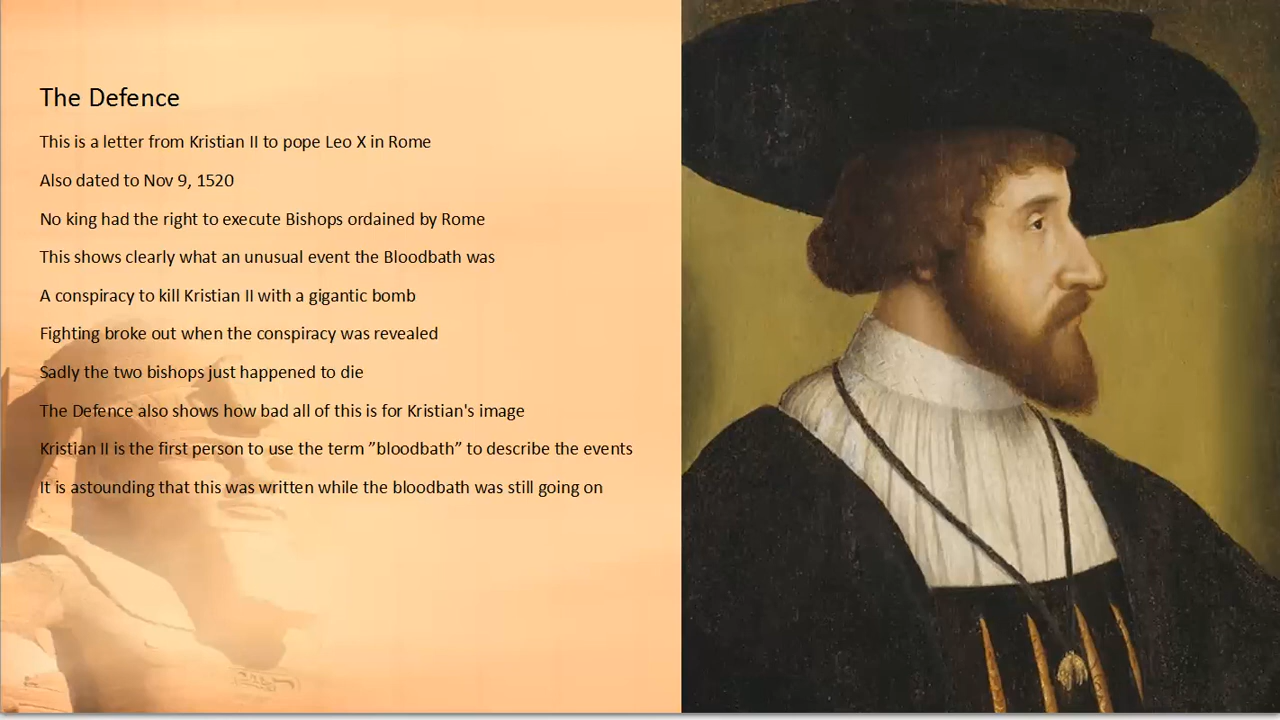 The Defence
This is a letter from Kristian II to pope Leo X in Rome
Also dated to Nov 9, 1520
No king had the right to execute Bishops ordained by Rome
This shows clearly what an unusual event the Bloodbath was
A conspiracy to kill Kristian II with a gigantic bomb
Fighting broke out when the conspiracy was revealed
Sadly the two bishops just happened to die
The Defence also shows how bad all of this is for Kristian's image
Kristian II is the first person to use the term ”bloodbath” to describe the events
It is astounding that this was written while the bloodbath was still going on